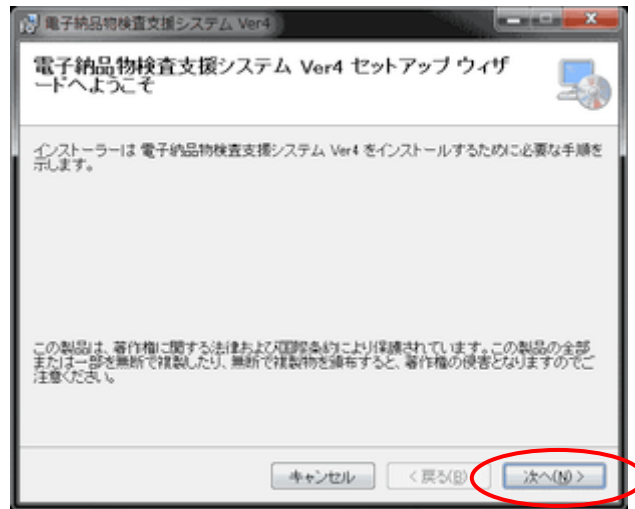 電子納品物検査支援システム Ver4
電子納品物検査支援システム Ver4 セットアップ ウィザ
ードへようこそ
インストーラーは 電子納品物検査支援システム Ver4 をインストールするために必要な手順を
示します。
この製品は、著作権に関する法律および国際条約により保護されています。この製品の全部
または一部を無断で複製したり、無断で複製物を頒布すると、著作権の侵害となりますのでご
注意ください。
キャンセル
< 戻る(B)
次へ(N) >